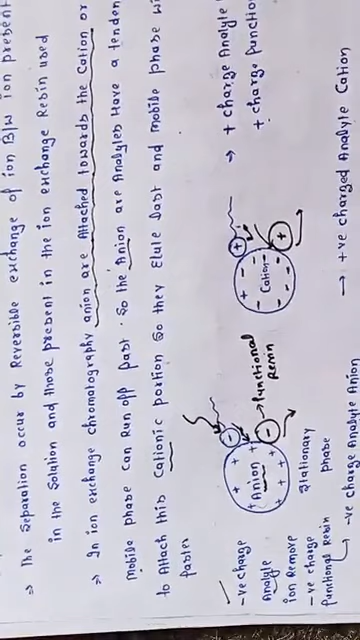 ⇒ The Separation occur by Reversible exchange of ion B/w ion present
in the Solution and those present in the ion exchange Resin used
⇒ In ion exchange chromatography anion are Attached towards the Cation or
mobile phase can Run off fast. So the Anion are Analytes Have a tenden
to Attach this Cationic portion so they Elute fast and mobile phase wi
faster
-ve charge
Analyte
ion Remove
-ve charge
functional Resin
→ -ve charge Analyte Anion
-
+ + + + + + +
Anion
-
→ functional
Resin
Stationary
phase
+
- - - - - - -
Cation
+
→ + charge Analyte
+ charge function
→ +ve charged Analyte Cation